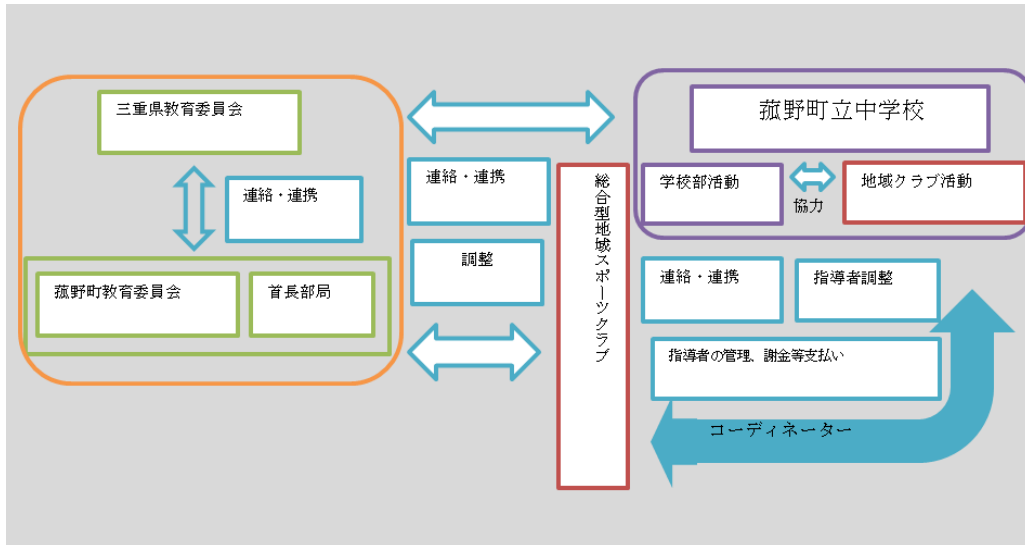 三重県教育委員会
連絡・連携
菰野町教育委員会
首長部局
連絡・連携
調整
総合型地域スポーツクラブ
菰野町立中学校
学校部活動
協力
地域クラブ活動
連絡・連携
指導者調整
指導者の管理、謝金等支払い
コーディネーター